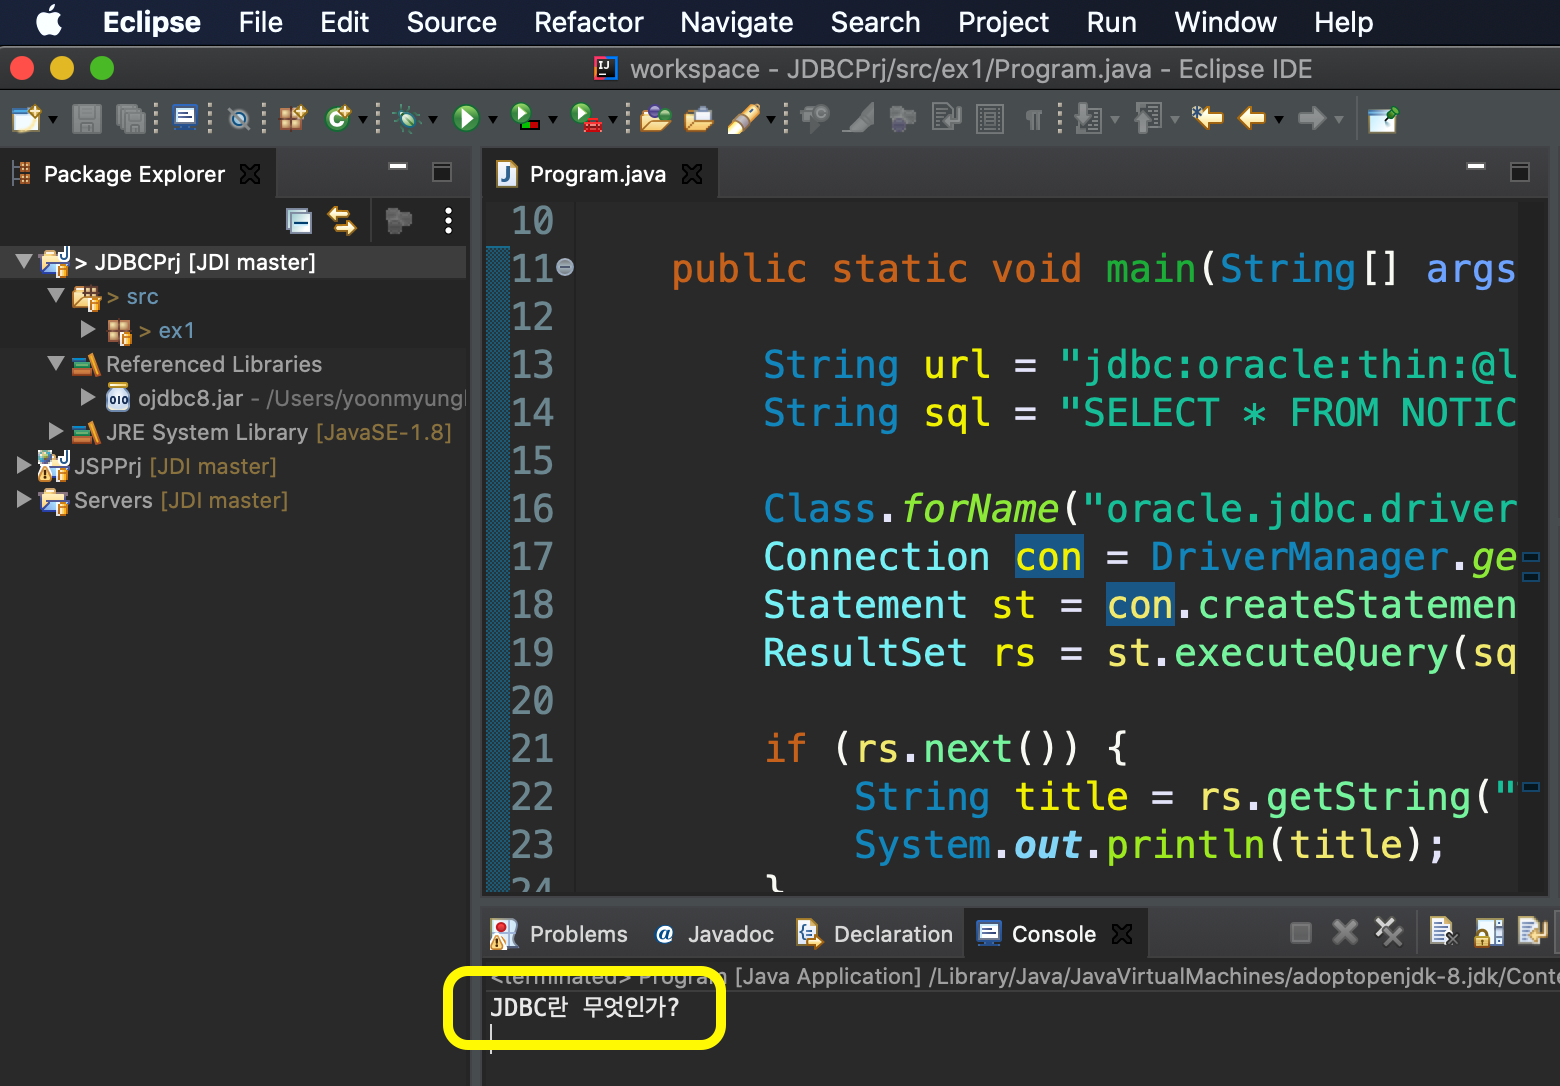 Eclipse File Edit Source Refactor Navigate Search Project Run Window Help
workspace - JDBCPrj/src/ex1/Program.java - Eclipse IDE
Package Explorer
> JDBCPrj [JDI master]
> src
> ex1
Referenced Libraries
ojdbc8.jar - /Users/yoonmyung
JRE System Library [JavaSE-1.8]
JSPPrj [JDI master]
Servers [JDI master]
Program.java
10
11 public static void main(String[] args
12
13 String url = "jdbc:oracle:thin:@l
14 String sql = "SELECT * FROM NOTIC
15
16 Class.forName("oracle.jdbc.driver
17 Connection con = DriverManager.ge
18 Statement st = con.createStatemen
19 ResultSet rs = st.executeQuery(sq
20
21 if (rs.next()) {
22 String title = rs.getString("
23 System.out.println(title);
24 }
Problems @ Javadoc Declaration Console
<terminated> Program [Java Application] /Library/Java/JavaVirtualMachines/adoptopenjdk-8.jdk/Conte
JDBC란 무엇인가?